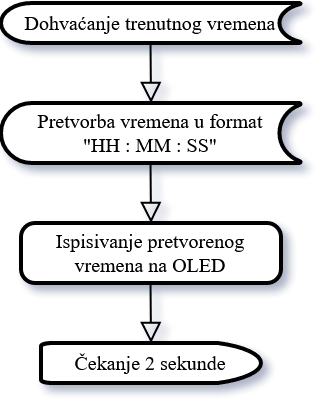 Dohvaćanje trenutnog vremena
Pretvorba vremena u format
"HH : MM : SS"
Ispisivanje pretvorenog
vremena na OLED
Čekanje 2 sekunde